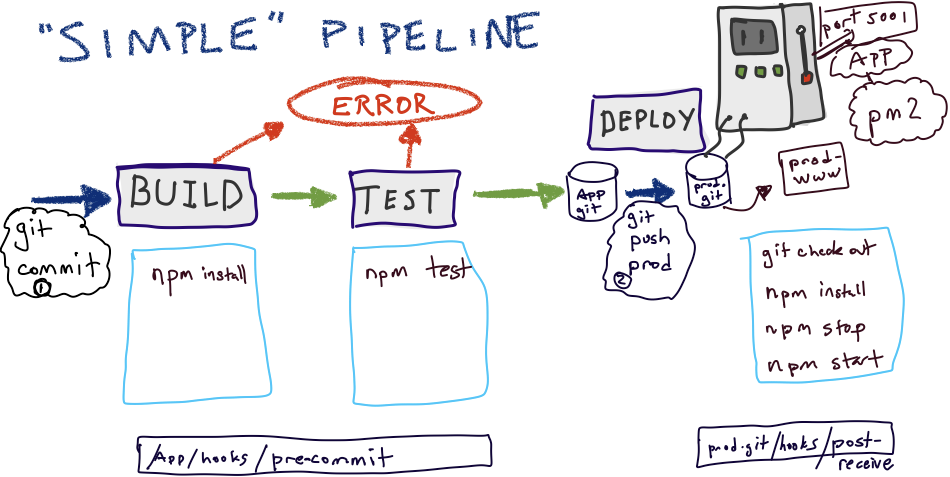 "SIMPLE" PIPELINE
port 5001
APP
pm2
ERROR
DEPLOY
BUILD
TEST
App
git
prod.
git
prod-
www
git
commit
1
git
push
prod
2
npm install
npm test
git check out
npm install
npm stop
npm start
/App/hooks/pre-commit
prod.git/hooks/post-
receive